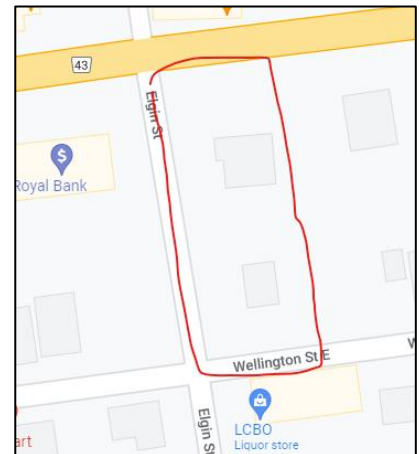 43
Elgin St
Royal Bank
Wellington St E
W
LCBO
Liquor store
art
Elgin St